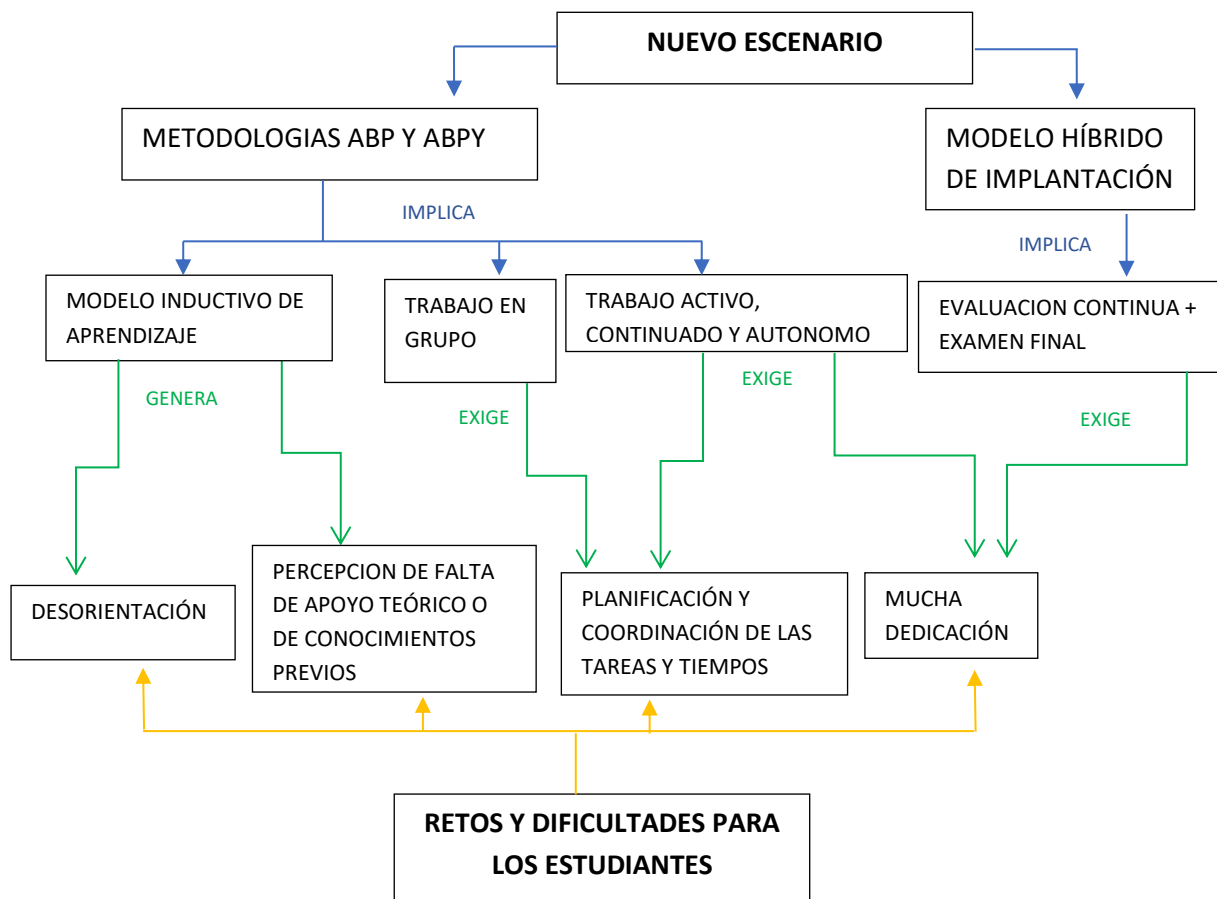 NUEVO ESCENARIO
METODOLOGIAS ABP Y ABPY
MODELO HÍBRIDO
DE IMPLANTACIÓN
IMPLICA
IMPLICA
MODELO INDUCTIVO DE
APRENDIZAJE
TRABAJO EN
GRUPO
TRABAJO ACTIVO,
CONTINUADO Y AUTONOMO
EVALUACION CONTINUA +
EXAMEN FINAL
GENERA
EXIGE
EXIGE
EXIGE
DESORIENTACIÓN
PERCEPCION DE FALTA
DE APOYO TEÓRICO O
DE CONOCIMIENTOS
PREVIOS
PLANIFICACIÓN Y
COORDINACIÓN DE LAS
TAREAS Y TIEMPOS
MUCHA
DEDICACIÓN
RETOS Y DIFICULTADES PARA
LOS ESTUDIANTES